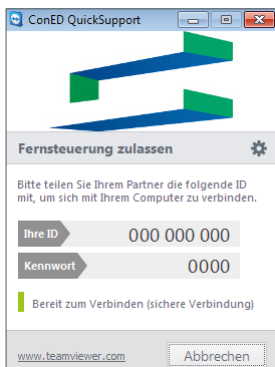 ConED QuickSupport
Fernsteuerung zulassen
Bitte teilen Sie Ihrem Partner die folgende ID
mit, um sich mit Ihrem Computer zu verbinden.
Ihre ID 000 000 000
Kennwort 0000
Bereit zum Verbinden (sichere Verbindung)
www.teamviewer.com Abbrechen